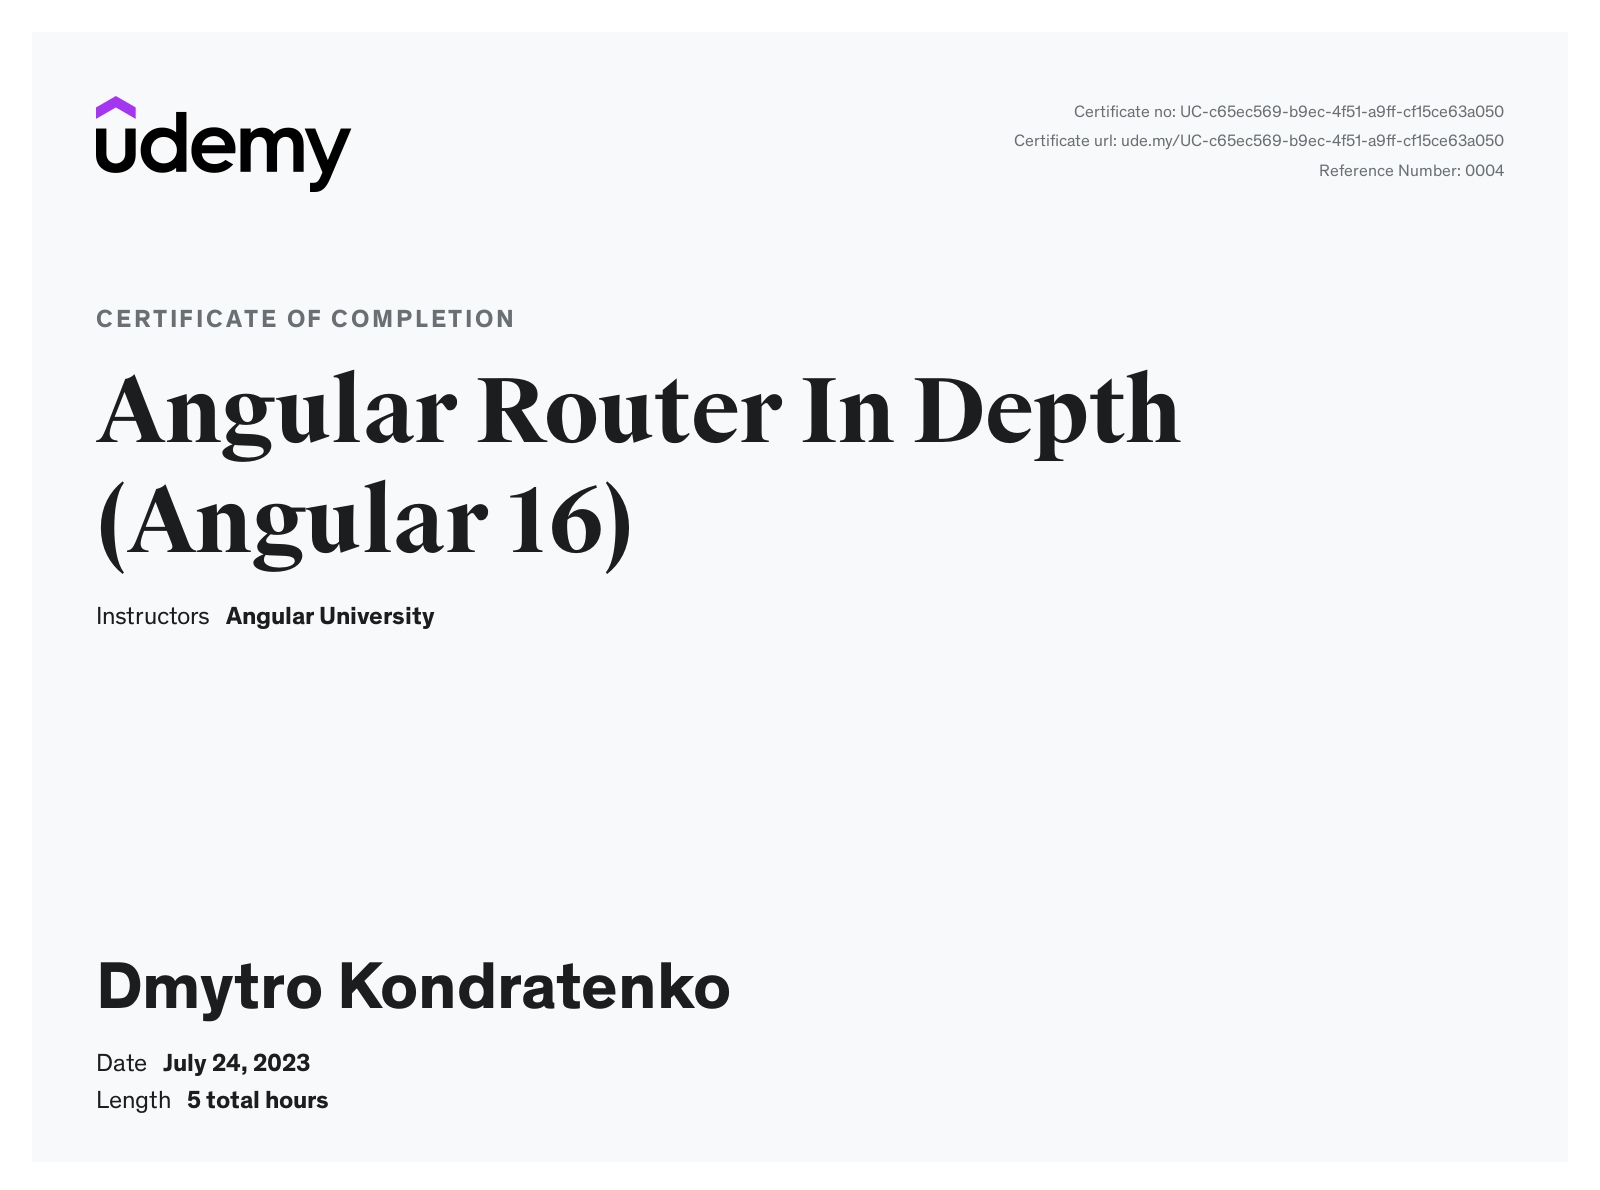 udemy
Certificate no: UC-c65ec569-b9ec-4f51-a9ff-cf15ce63a050
Certificate url: ude.my/UC-c65ec569-b9ec-4f51-a9ff-cf15ce63a050
Reference Number: 0004
CERTIFICATE OF COMPLETION
Angular Router In Depth
(Angular 16)
Instructors Angular University
Dmytro Kondratenko
Date July 24, 2023
Length 5 total hours